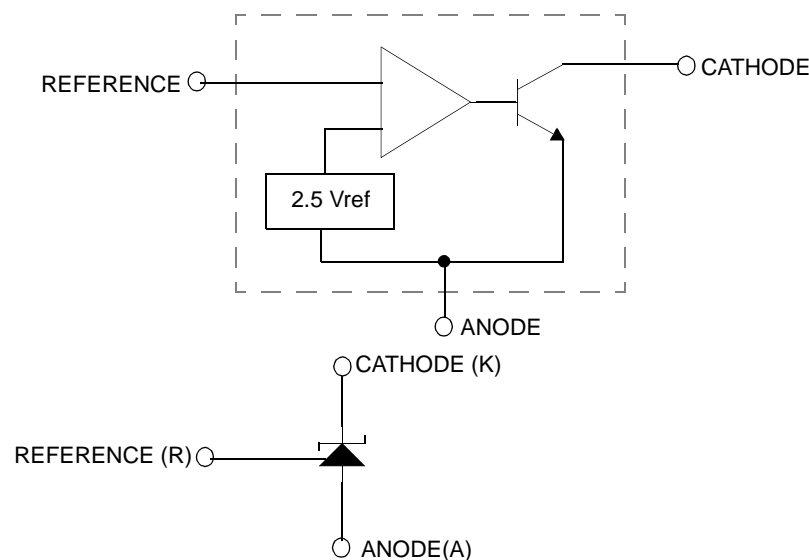 REFERENCE
CATHODE
2.5 Vref
ANODE
CATHODE (K)
REFERENCE (R)
ANODE(A)